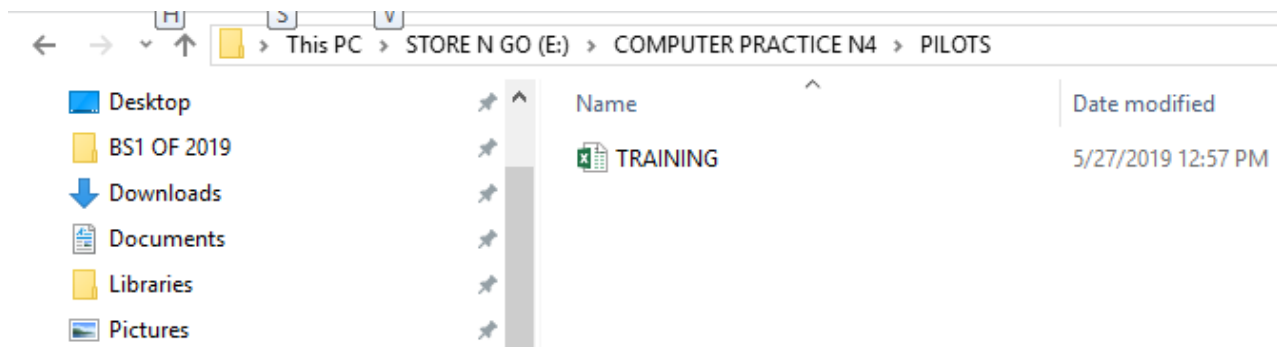 H S V
This PC > STORE N GO (E:) > COMPUTER PRACTICE N4 > PILOTS
Desktop
Name Date modified
BS1 OF 2019
TRAINING 5/27/2019 12:57 PM
Downloads
Documents
Libraries
Pictures